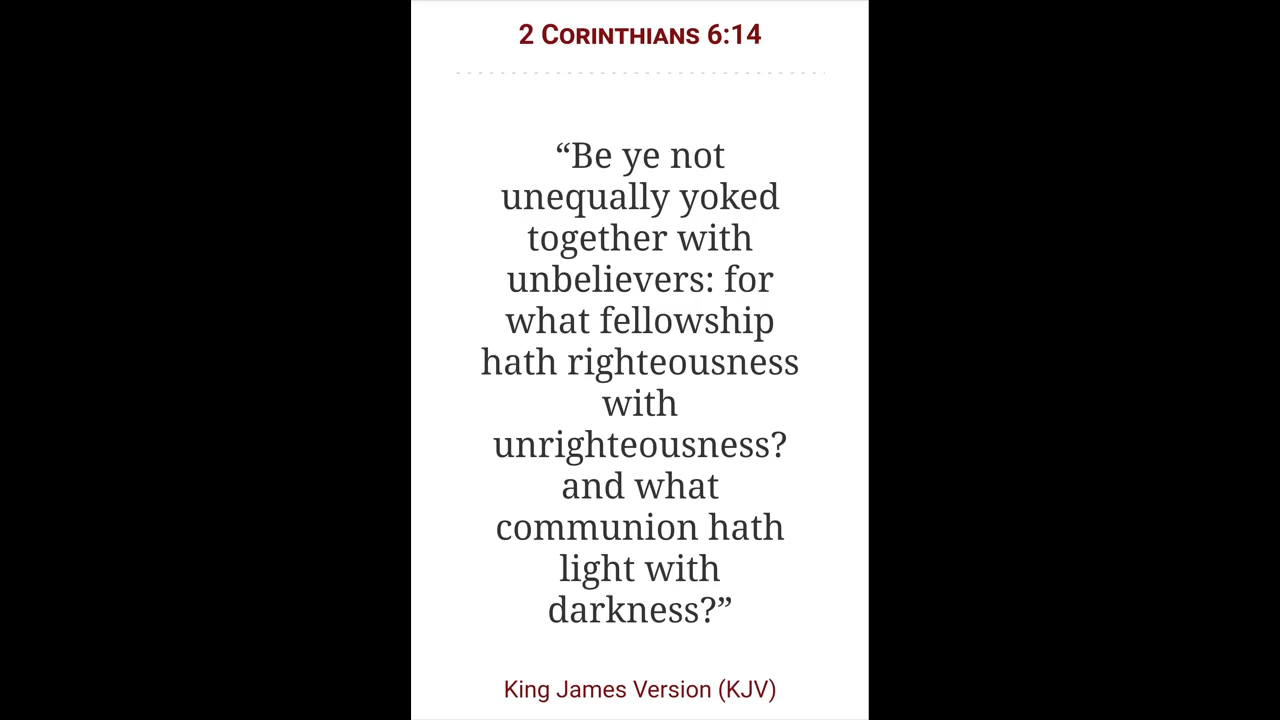 2 Corinthians 6:14
“Be ye not
unequally yoked
together with
unbelievers: for
what fellowship
hath righteousness
with
unrighteousness?
and what
communion hath
light with
darkness?”
King James Version (KJV)